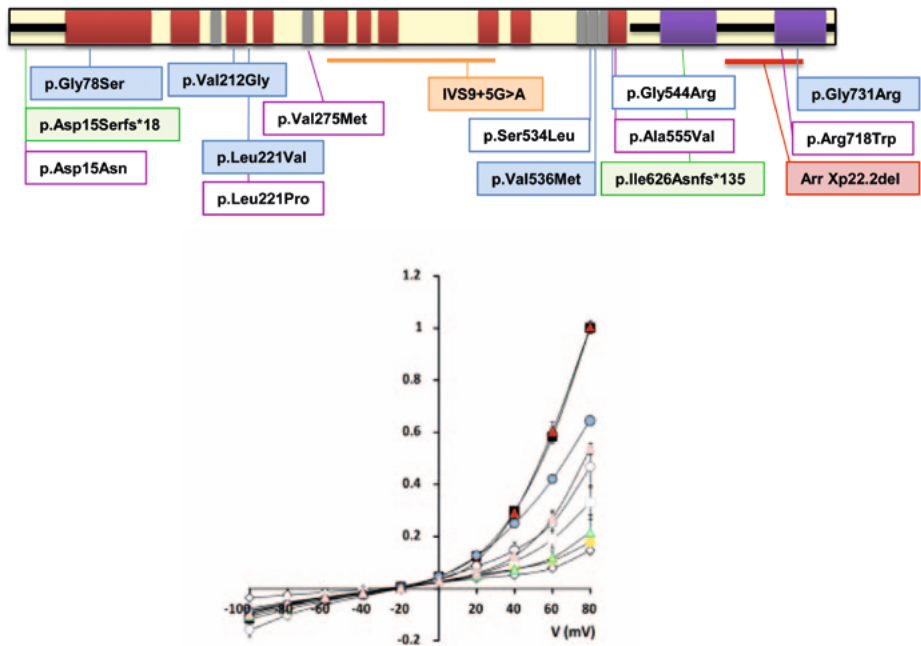 p.Gly78Ser
p.Val212Gly
IVS9+5G>A
p.Gly544Arg
p.Gly731Arg
p.Asp15Serfs*18
p.Val275Met
p.Ser534Leu
p.Ala555Val
p.Arg718Trp
p.Asp15Asn
p.Leu221Val
p.Val536Met
p.Ile626Asnfs*135
Arr Xp22.2del
p.Leu221Pro
1.2
1
0.8
0.6
0.4
0.2
-100 -80 -60 -40 -20 0 20 40 60 80
V (mV)
-0.2